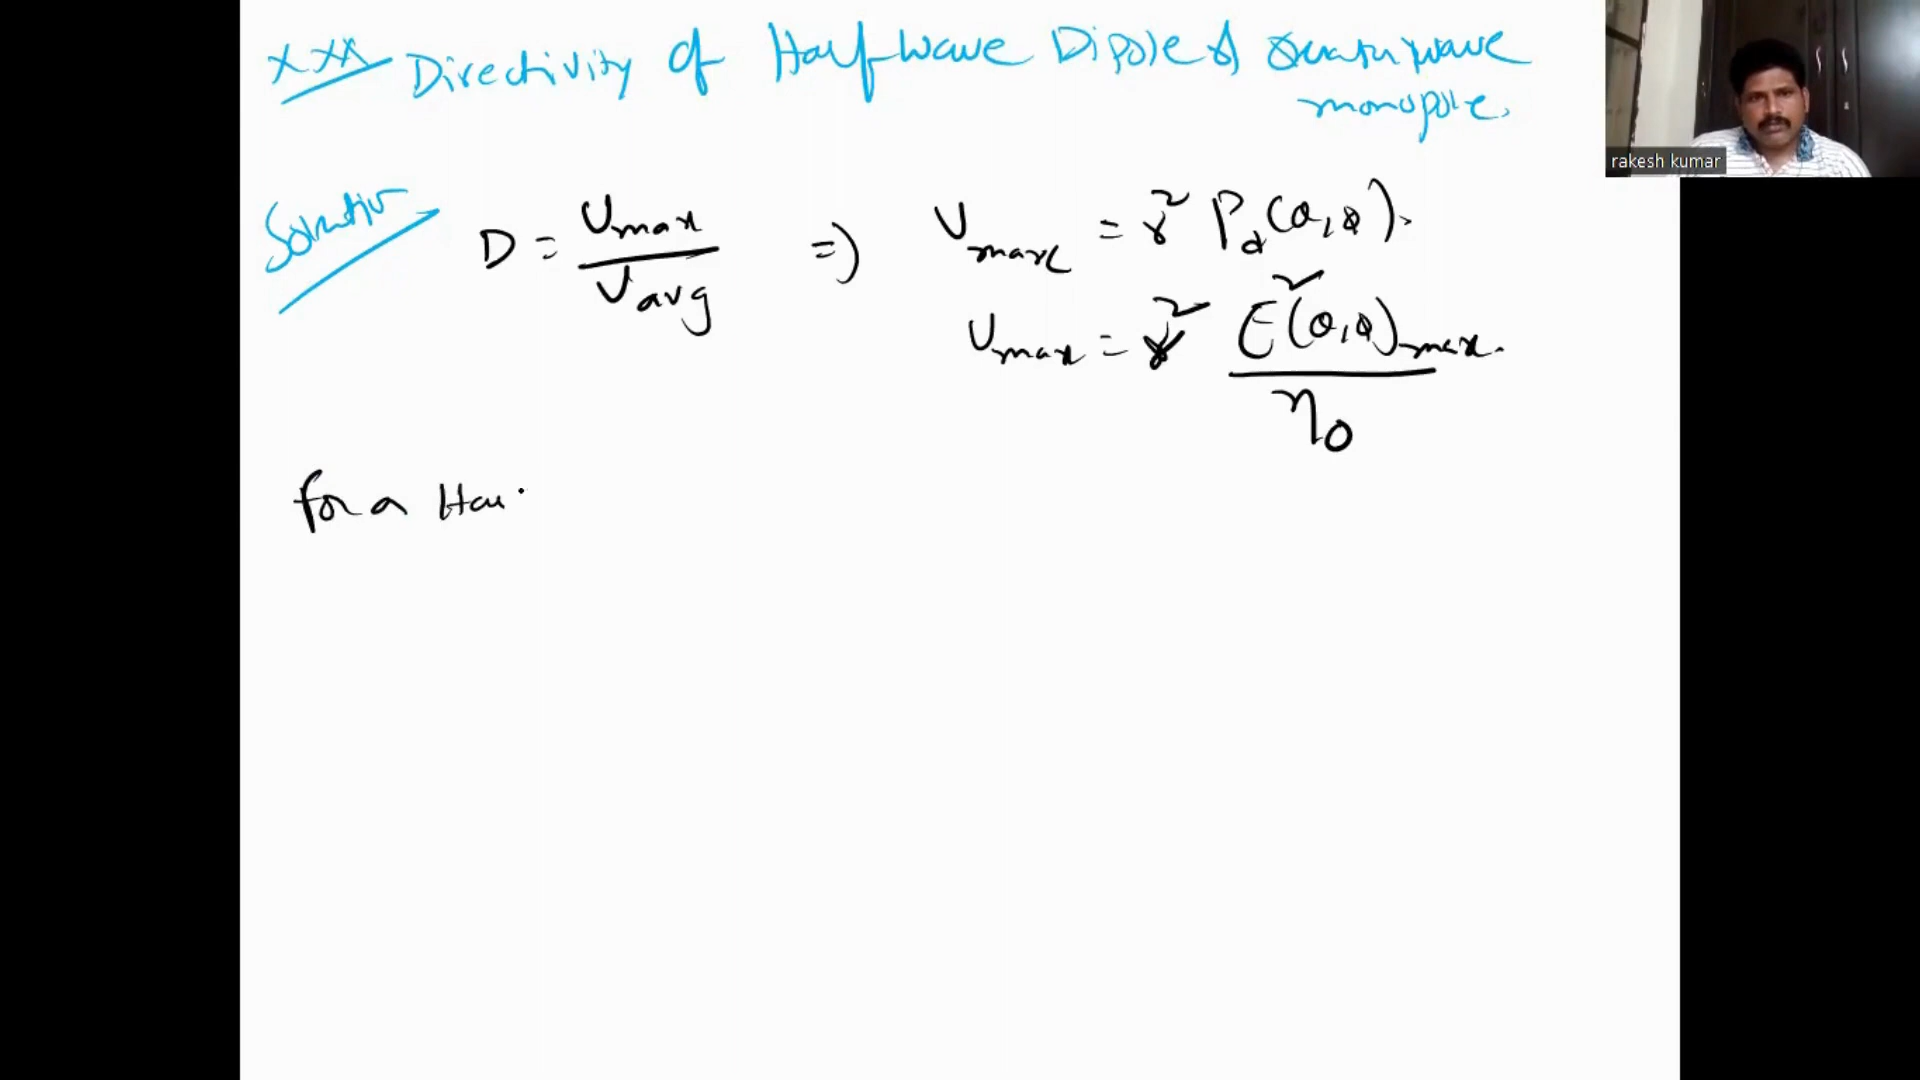 xxx Directivity of Halfwave Dipole & Quarterwave
monopole.
rakesh kumar
Solution
D = Umax / Uavg => Umax = r² Pd(θ,φ).
Umax = r² E²(θ,φ)max. / η0
for a Hal